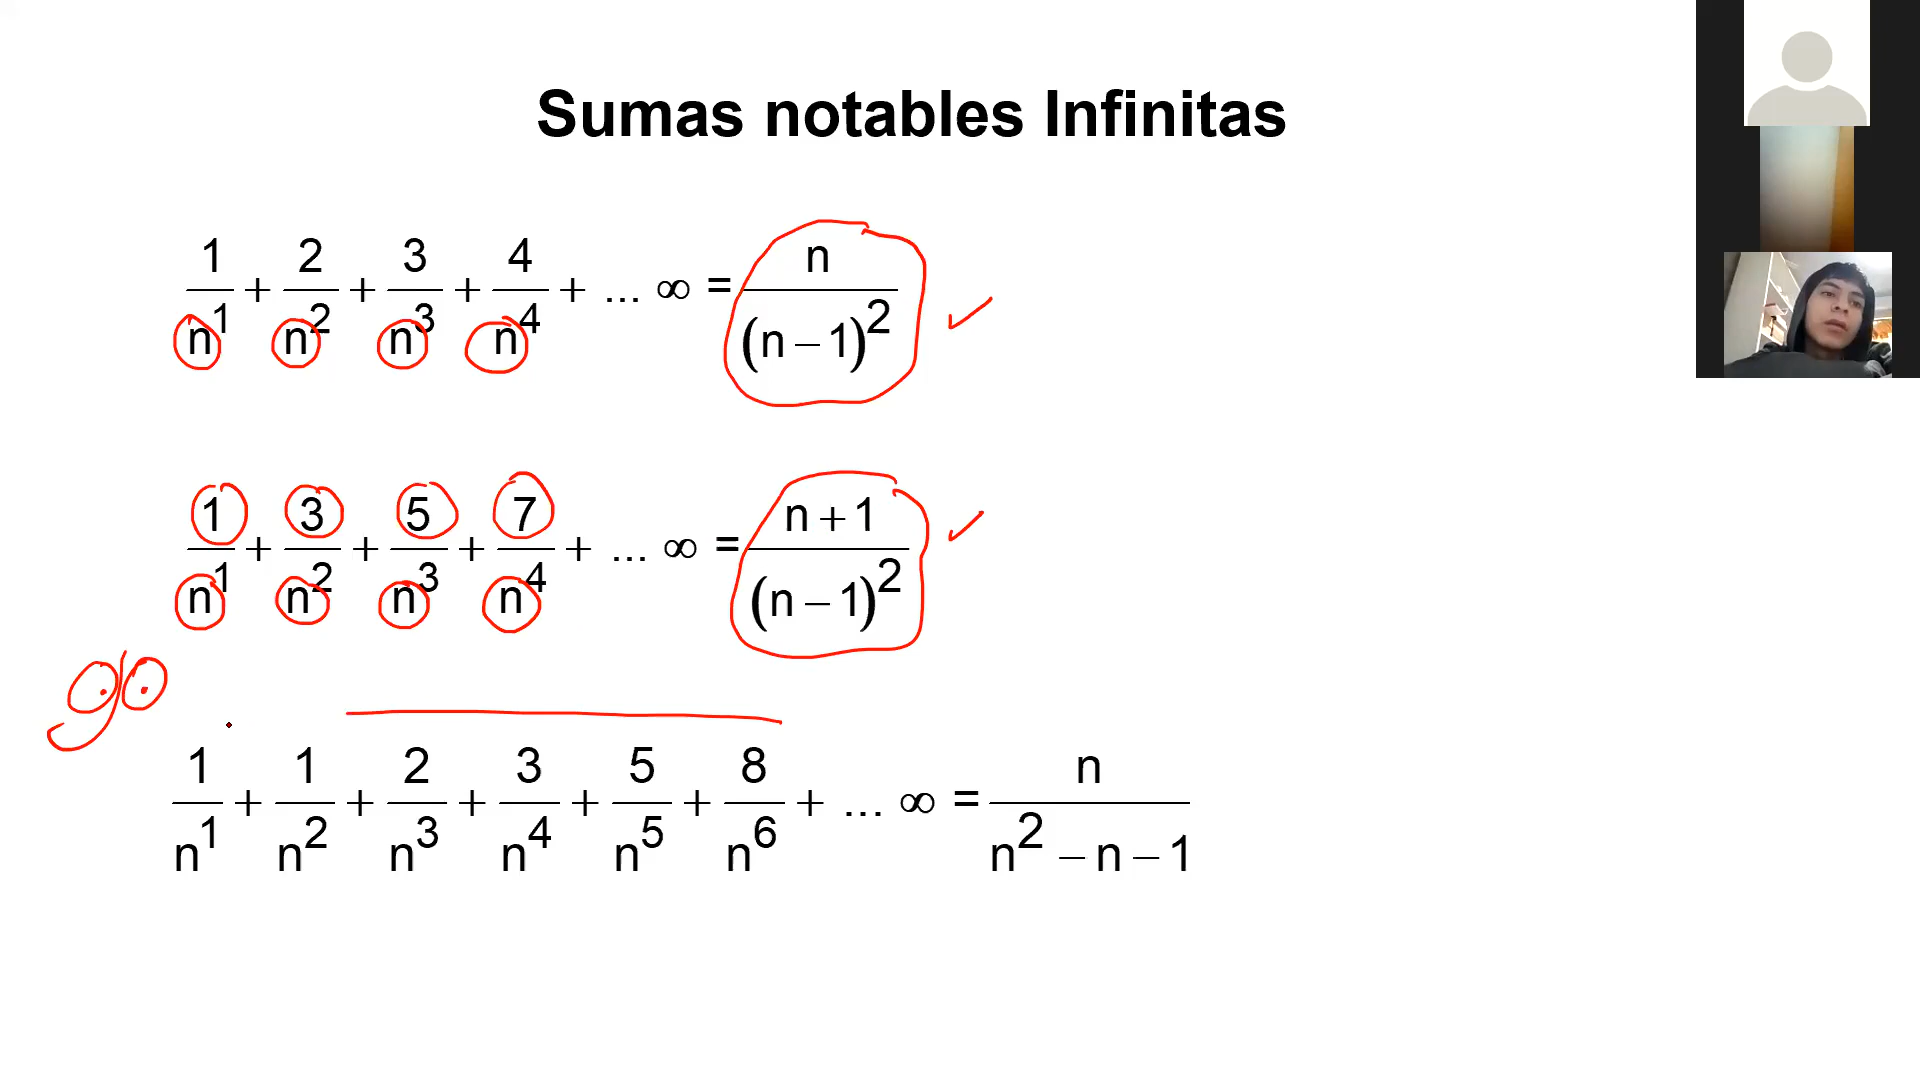 Sumas notables Infinitas
1/n^1 + 2/n^2 + 3/n^3 + 4/n^4 + ... ∞ = n/(n − 1)^2
1/n^1 + 3/n^2 + 5/n^3 + 7/n^4 + ... ∞ = n + 1/(n − 1)^2
1/n^1 + 1/n^2 + 2/n^3 + 3/n^4 + 5/n^5 + 8/n^6 + ... ∞ = n/n^2 − n − 1